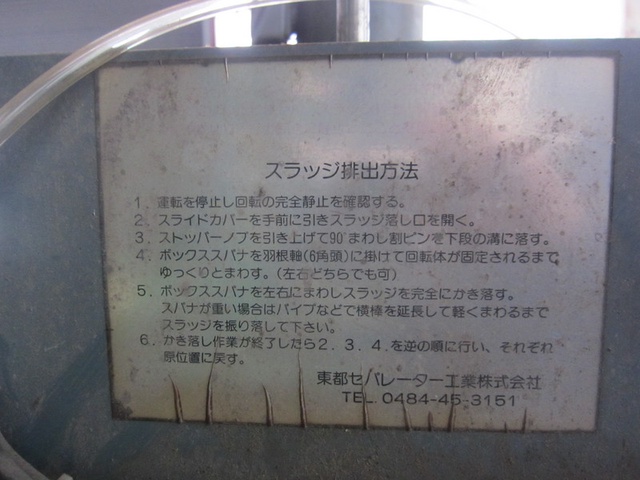 スラッジ排出方法
1. 運転を停止し回転の完全静止を確認する。
2. スライドカバーを手前に引きスラッジ落し口を開く。
3. ストッパーノブを引き上げて90°まわし割ピンを下段の溝に落す。
4. ボックススパナを羽根軸(6角頭)に掛けて回転体が固定されるまで
ゆっくりとまわす。(左右どちらでも可)
5. ボックススパナを左右にまわしスラッジを完全にかき落す。
スパナが重い場合はパイプなどで横棒を延長して軽くまわるまで
スラッジを振り落して下さい。
6. かき落し作業が終了したら2. 3. 4.を逆の順に行い、それぞれ
原位置に戻す。
東都セパレーター工業株式会社
TEL. 0484-45-3151